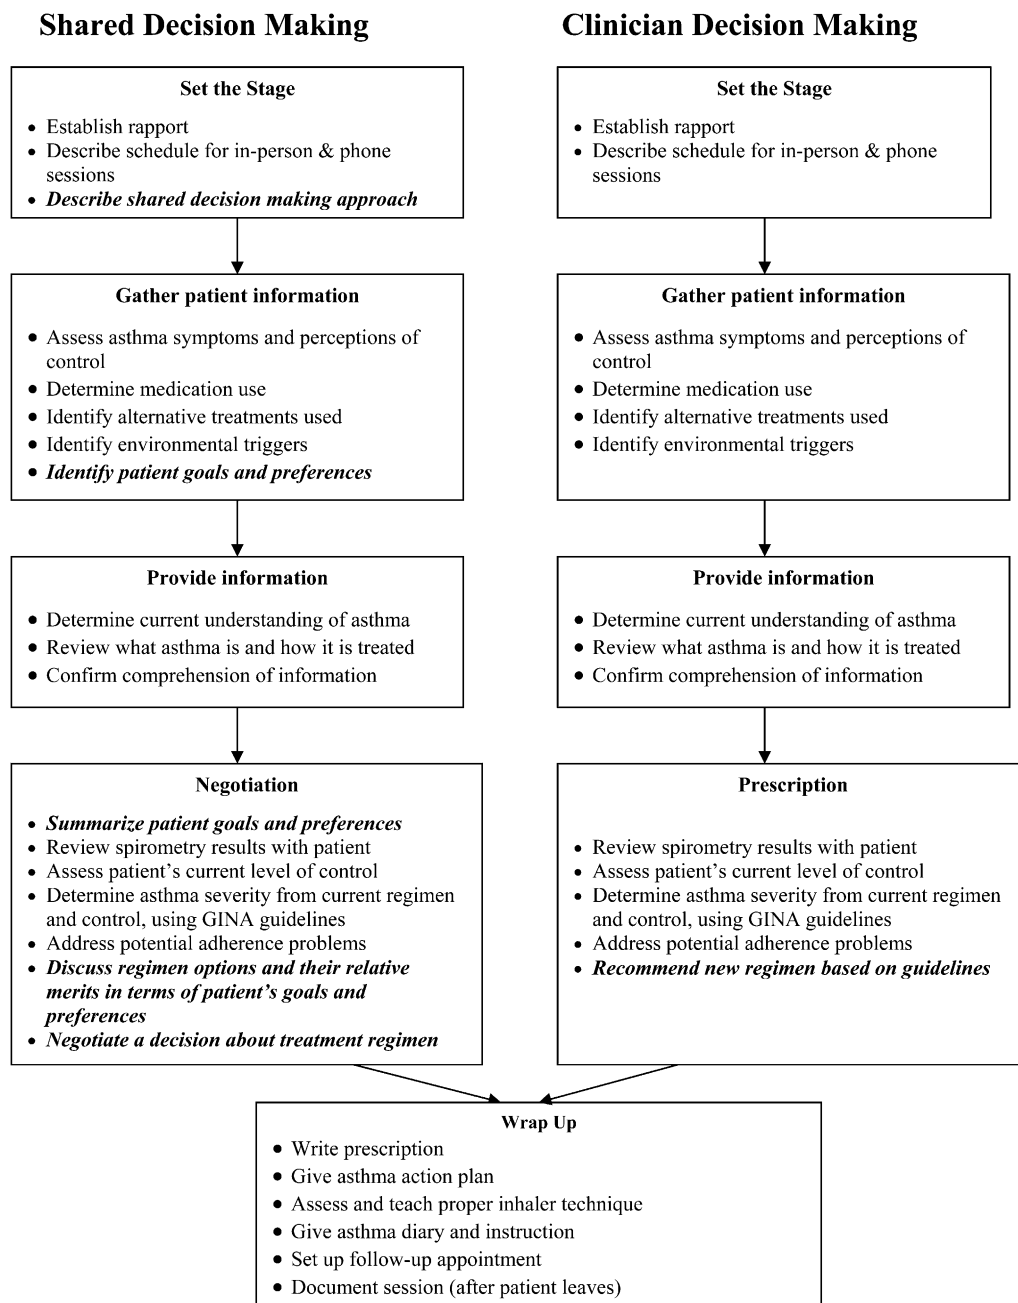 Shared Decision Making
Set the Stage
• Establish rapport
• Describe schedule for in-person & phone
sessions
• Describe shared decision making approach
Gather patient information
• Assess asthma symptoms and perceptions of
control
• Determine medication use
• Identify alternative treatments used
• Identify environmental triggers
• Identify patient goals and preferences
Provide information
• Determine current understanding of asthma
• Review what asthma is and how it is treated
• Confirm comprehension of information
Negotiation
• Summarize patient goals and preferences
• Review spirometry results with patient
• Assess patient’s current level of control
• Determine asthma severity from current regimen
and control, using GINA guidelines
• Address potential adherence problems
• Discuss regimen options and their relative
merits in terms of patient’s goals and
preferences
• Negotiate a decision about treatment regimen
Clinician Decision Making
Set the Stage
• Establish rapport
• Describe schedule for in-person & phone
sessions
Gather patient information
• Assess asthma symptoms and perceptions of
control
• Determine medication use
• Identify alternative treatments used
• Identify environmental triggers
Provide information
• Determine current understanding of asthma
• Review what asthma is and how it is treated
• Confirm comprehension of information
Prescription
• Review spirometry results with patient
• Assess patient’s current level of control
• Determine asthma severity from current regimen
and control, using GINA guidelines
• Address potential adherence problems
• Recommend new regimen based on guidelines
Wrap Up
• Write prescription
• Give asthma action plan
• Assess and teach proper inhaler technique
• Give asthma diary and instruction
• Set up follow-up appointment
• Document session (after patient leaves)